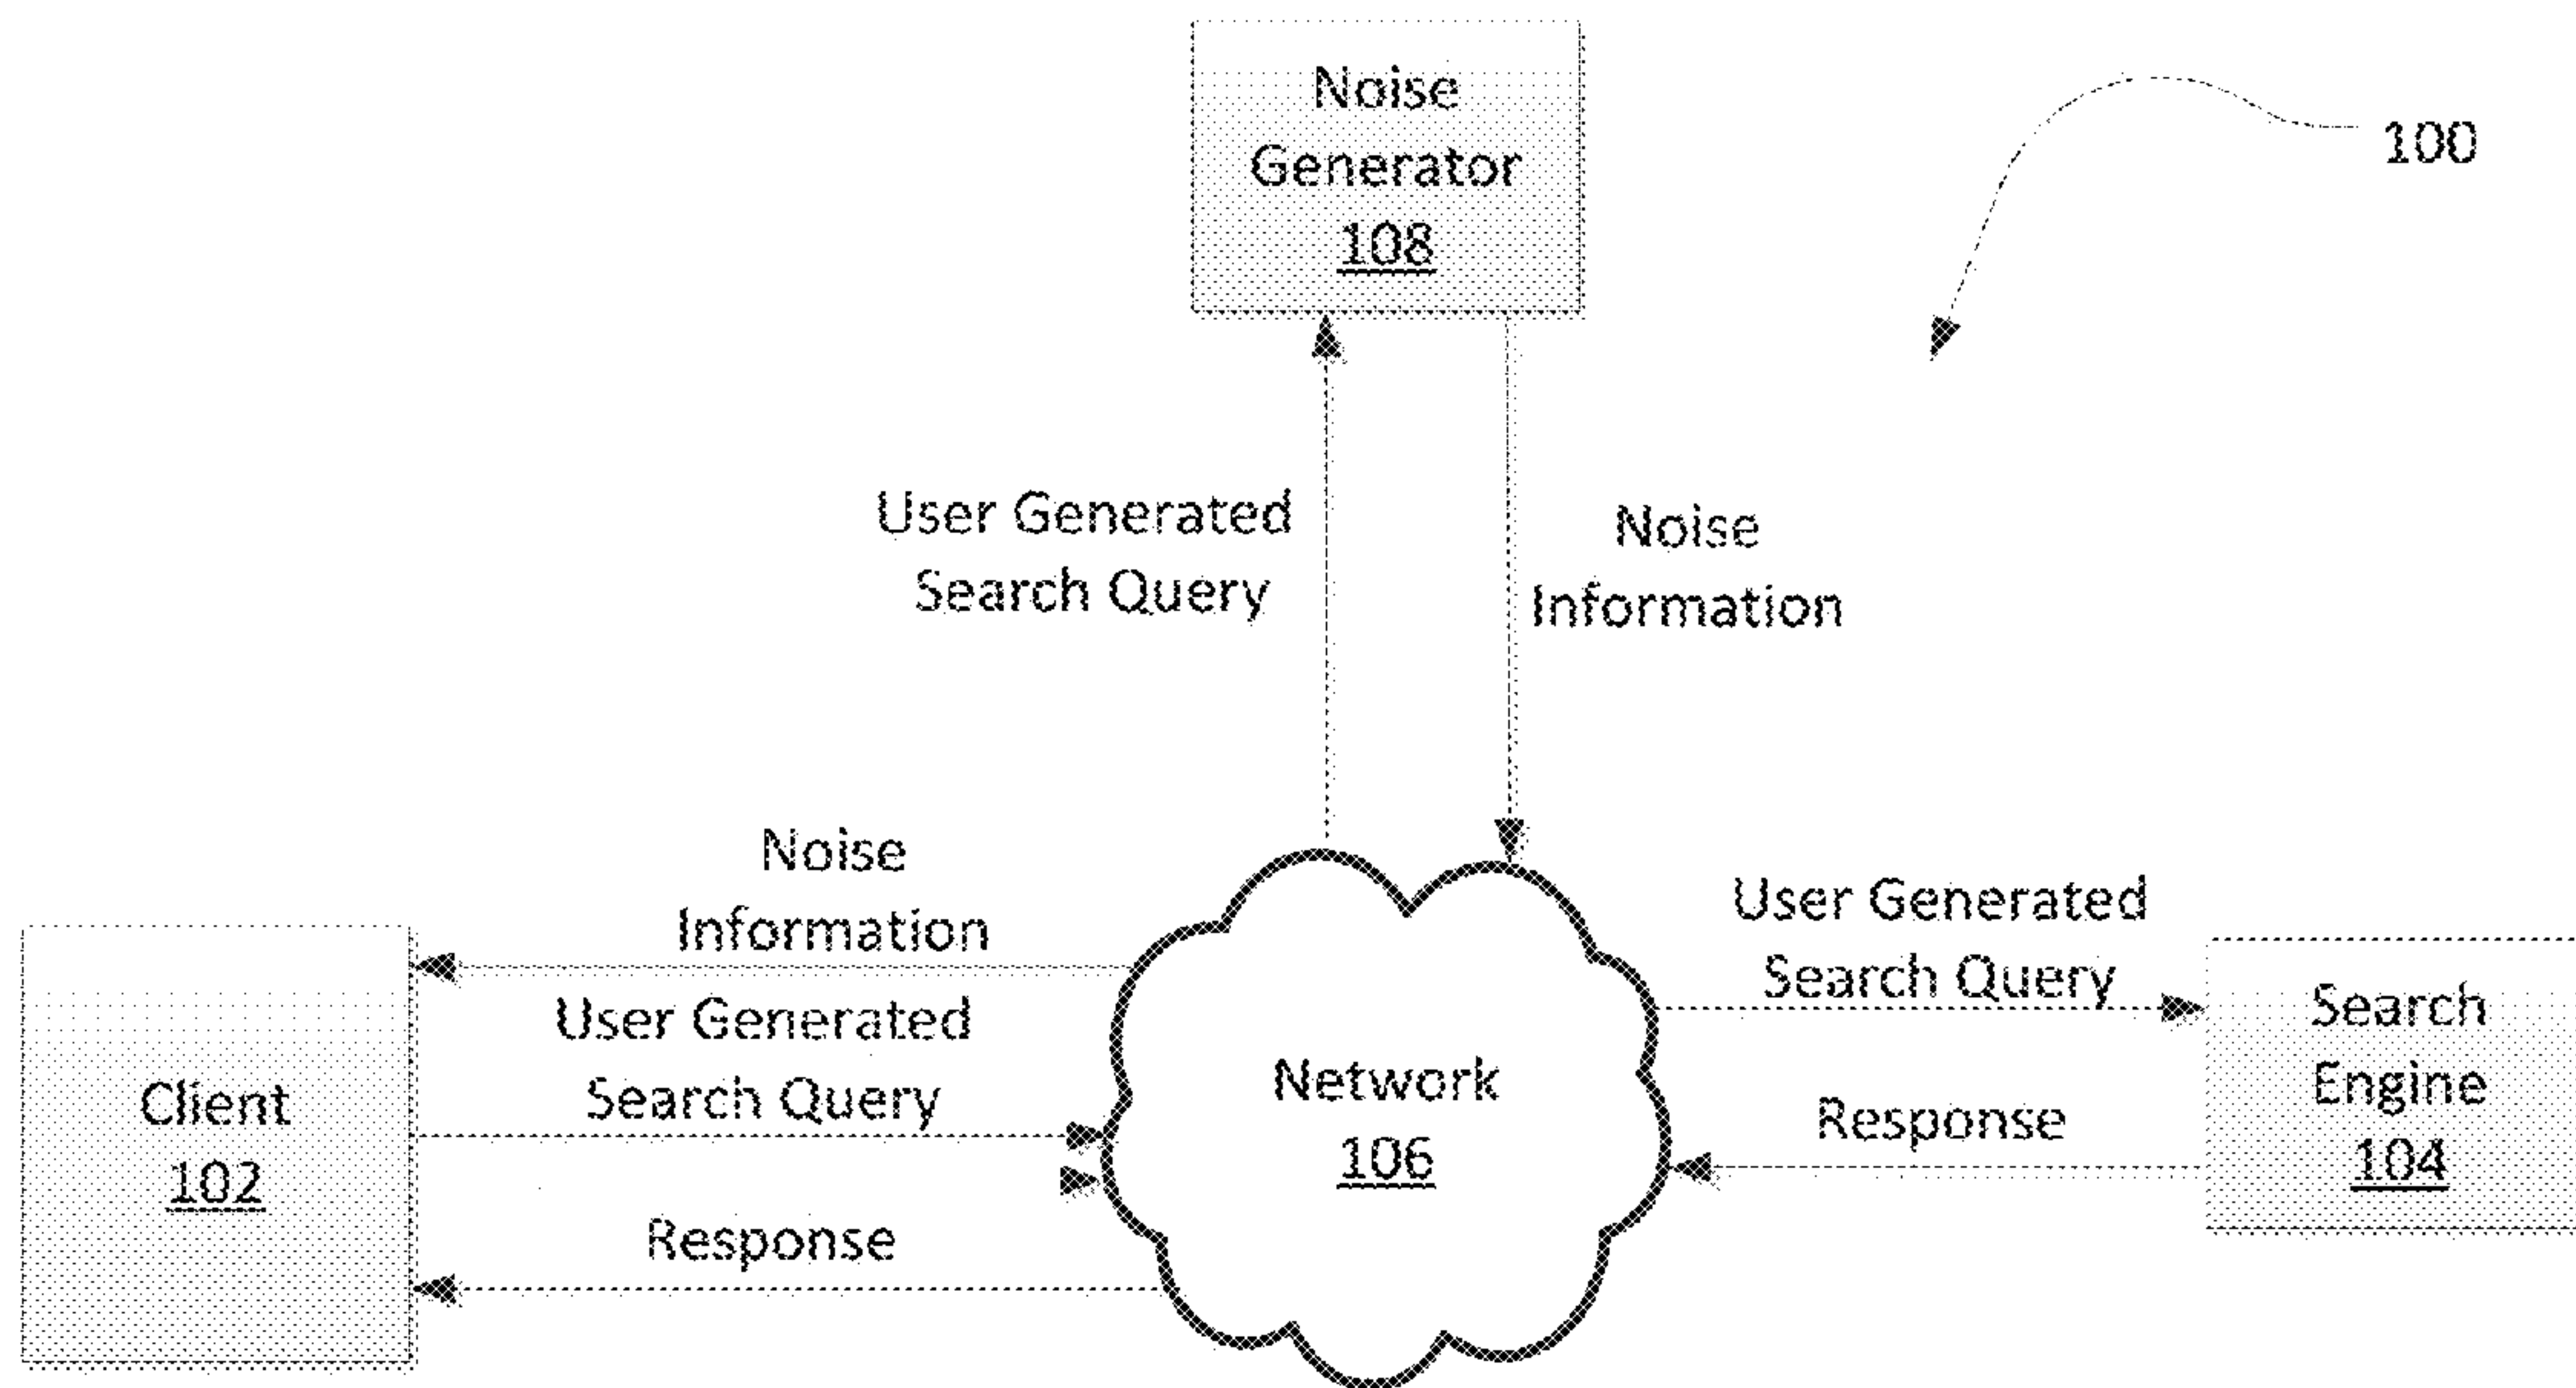 Noise
Generator
108
100
User Generated
Search Query
Noise
Information
Noise
Information
User Generated
Search Query
Response
Client
102
Network
106
User Generated
Search Query
Response
Search
Engine
104